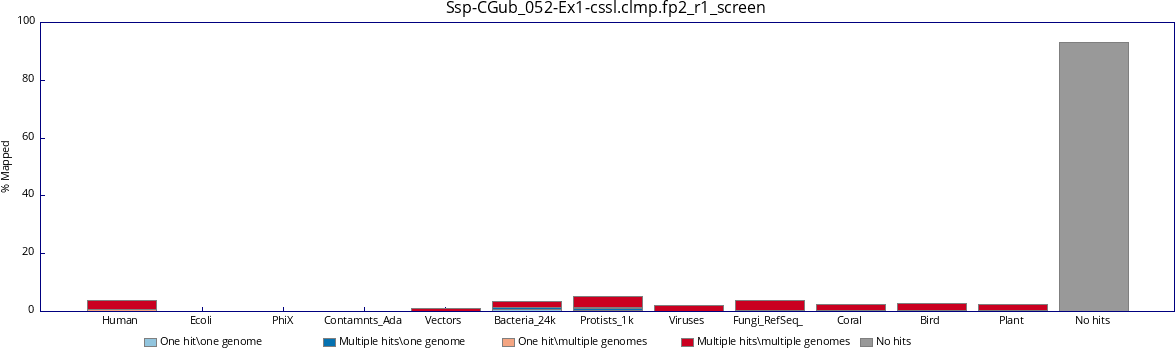 Ssp-CGub_052-Ex1-cssl.clmp.fp2_r1_screen
100
80
60
40
20
0
% Mapped
Human Ecoli PhiX Contamnts_Ada Vectors Bacteria_24k Protists_1k Viruses Fungi_RefSeq_ Coral Bird Plant No hits
One hit\one genome Multiple hits\one genome One hit\multiple genomes Multiple hits\multiple genomes No hits